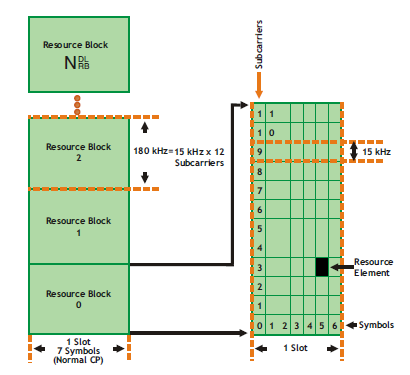 Resource Block
N DL RB
Resource Block
2
180 kHz=15 kHz x 12
Subcarriers
Resource Block
1
Resource Block
0
1 Slot
7 Symbols
(Normal CP)
Subcarriers
1 1
1 0
9
8
7
6
5
4
3
2
1
0 1 2 3 4 5 6
15 kHz
Resource
Element
Symbols
1 Slot